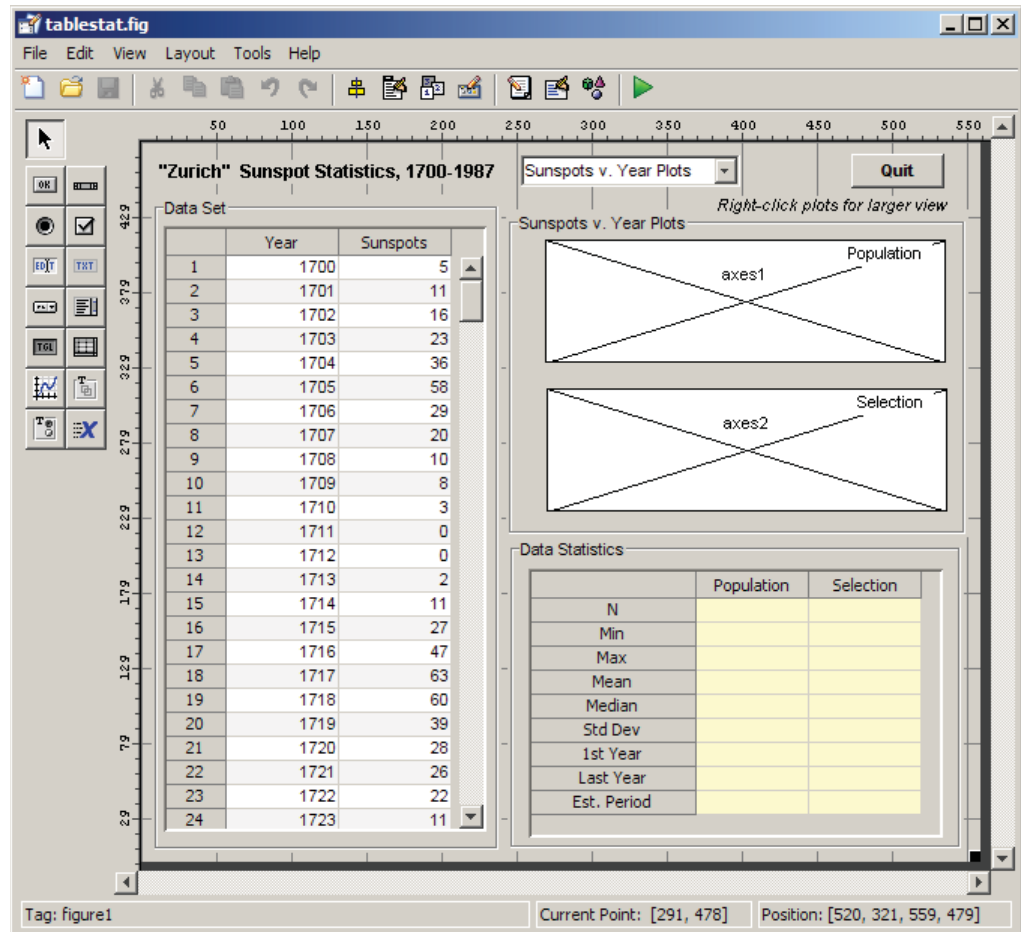 tablestat.fig
File Edit View Layout Tools Help
50 100 150 200 250 300 350 400 450 500 550
OK
EDIT TXT
TGL
429
379
329
279
229
179
129
79
29
"Zurich" Sunspot Statistics, 1700-1987
Sunspots v. Year Plots
Quit
Right-click plots for larger view
Data Set
Year Sunspots
1 1700 5
2 1701 11
3 1702 16
4 1703 23
5 1704 36
6 1705 58
7 1706 29
8 1707 20
9 1708 10
10 1709 8
11 1710 3
12 1711 0
13 1712 0
14 1713 2
15 1714 11
16 1715 27
17 1716 47
18 1717 63
19 1718 60
20 1719 39
21 1720 28
22 1721 26
23 1722 22
24 1723 11
Sunspots v. Year Plots
Population
axes1
Selection
axes2
Data Statistics
Population Selection
N
Min
Max
Mean
Median
Std Dev
1st Year
Last Year
Est. Period
Tag: figure1
Current Point: [291, 478]
Position: [520, 321, 559, 479]